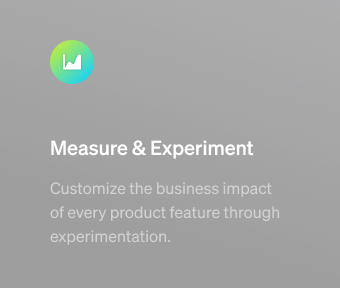 Measure & Experiment
Customize the business impact
of every product feature through
experimentation.